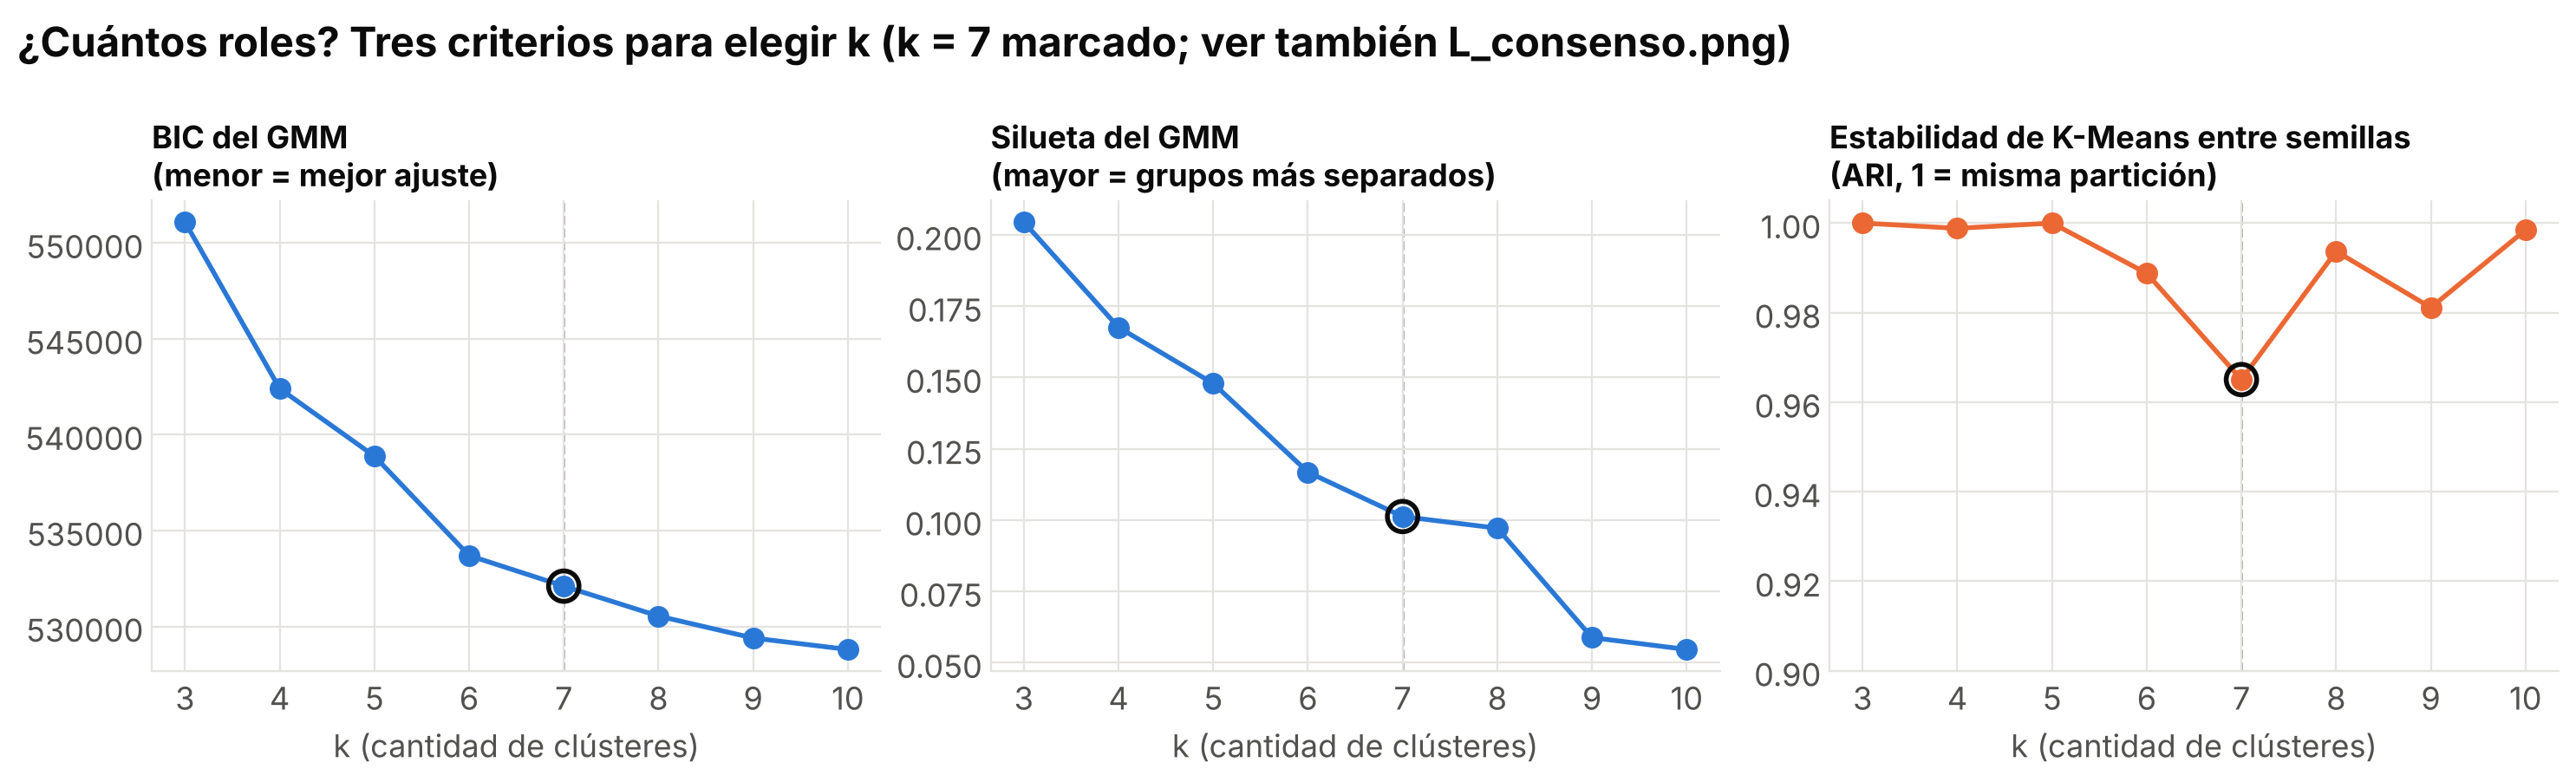 ¿Cuántos roles? Tres criterios para elegir k (k = 7 marcado; ver también L_consenso.png)
BIC del GMM
(menor = mejor ajuste)
550000
545000
540000
535000
530000
3 4 5 6 7 8 9 10
k (cantidad de clústeres)
Silueta del GMM
(mayor = grupos más separados)
0.200
0.175
0.150
0.125
0.100
0.075
0.050
3 4 5 6 7 8 9 10
k (cantidad de clústeres)
Estabilidad de K-Means entre semillas
(ARI, 1 = misma partición)
1.00
0.98
0.96
0.94
0.92
0.90
3 4 5 6 7 8 9 10
k (cantidad de clústeres)